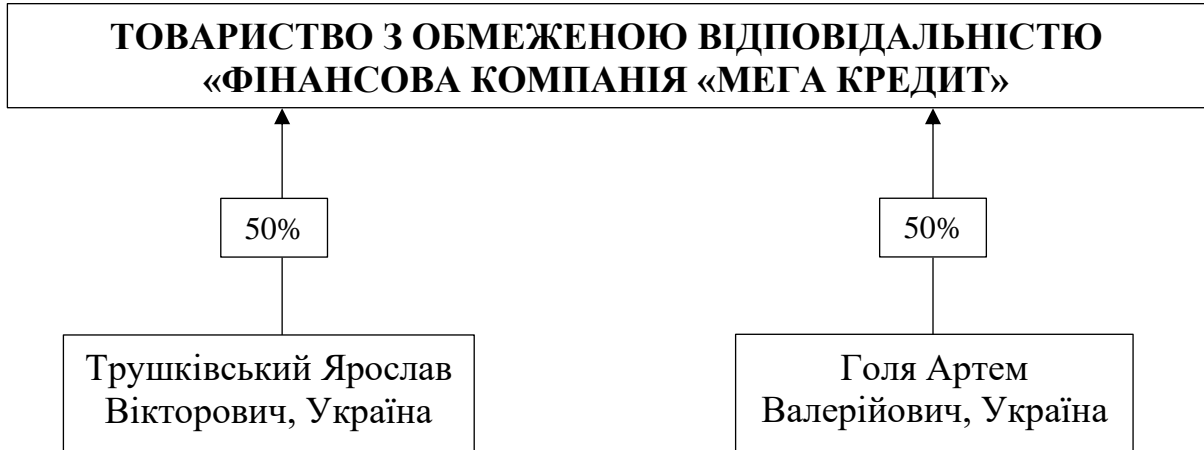 ТОВАРИСТВО З ОБМЕЖЕНОЮ ВІДПОВІДАЛЬНІСТЮ
«ФІНАНСОВА КОМПАНІЯ «МЕГА КРЕДИТ»
50%
50%
Трушківський Ярослав
Вікторович, Україна
Голя Артем
Валерійович, Україна